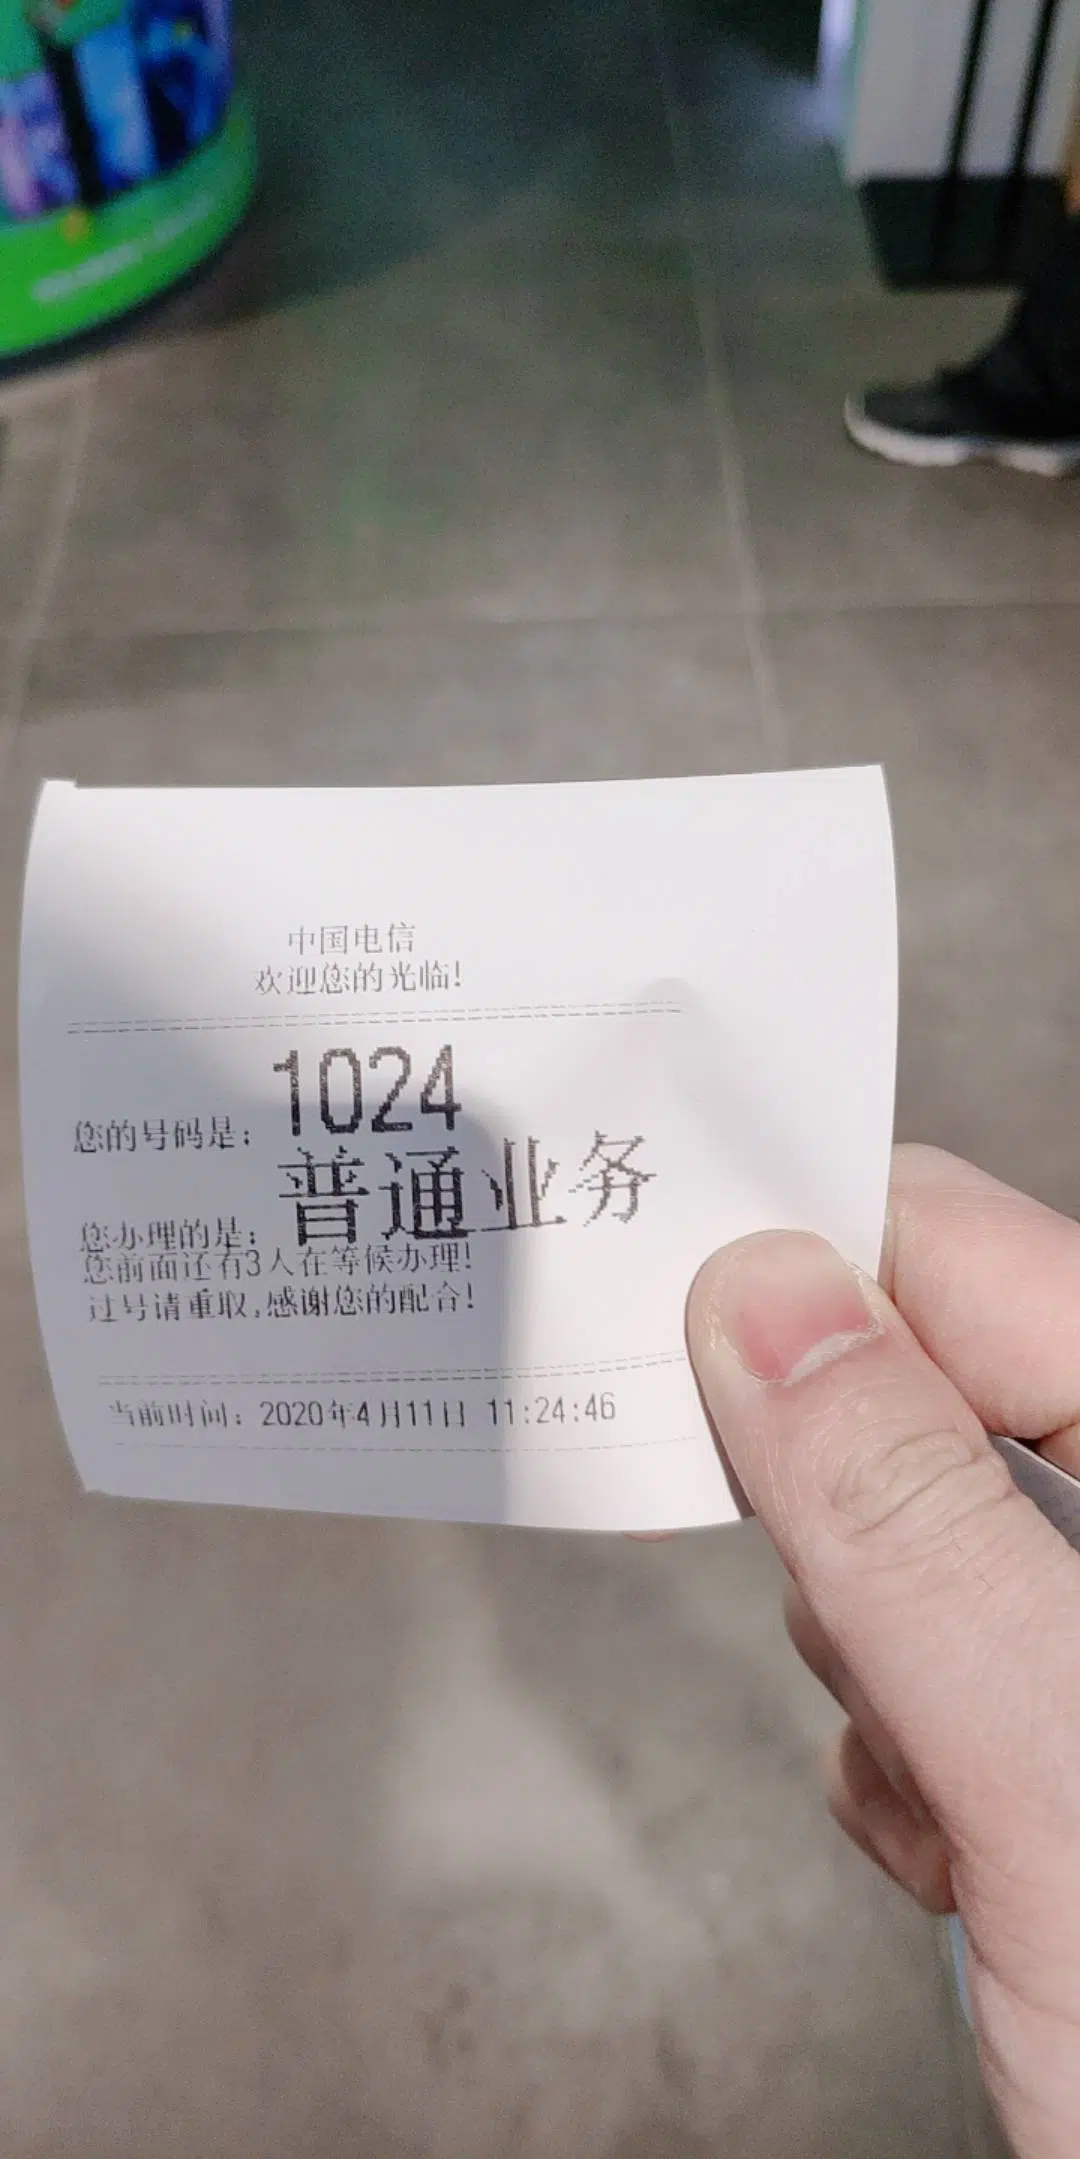 中国电信
欢迎您的光临!
您的号码是: 1024
您办理的是: 普通业务
您前面还有3人在等候办理!
过号请重取,感谢您的配合!
当前时间: 2020年4月11日 11:24:46